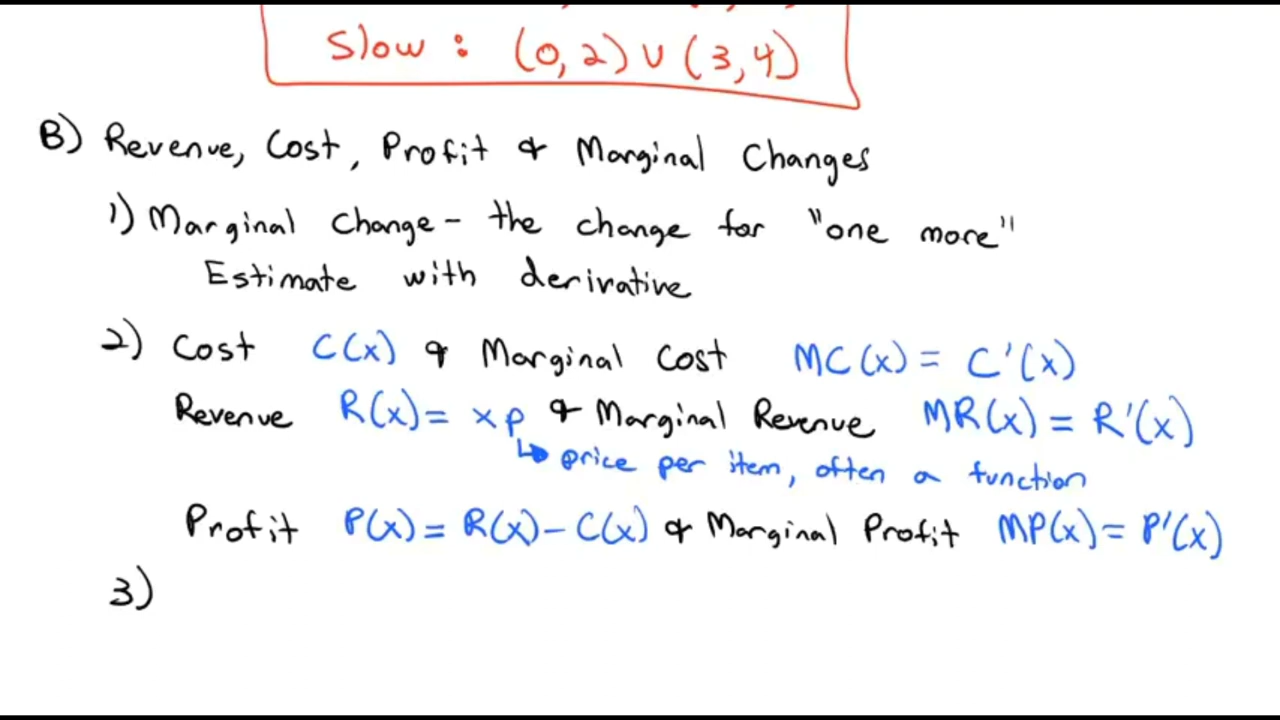 Slow : (0,2) ∪ (3,4)
B) Revenue, Cost, Profit & Marginal Changes
1) Marginal Change - the change for "one more"
Estimate with derivative
2) Cost C(x) & Marginal Cost MC(x) = C'(x)
Revenue R(x) = xp & Marginal Revenue MR(x) = R'(x)
↳ price per item, often a function
Profit P(x) = R(x) - C(x) & Marginal Profit MP(x) = P'(x)
3)